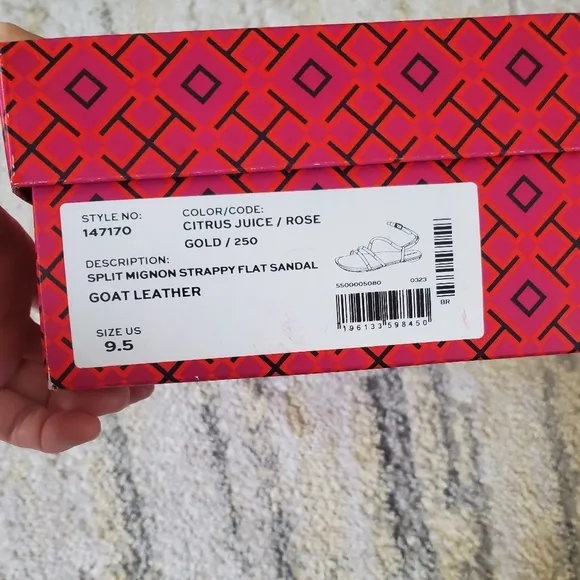 STYLE NO:
147170
COLOR/CODE:
CITRUS JUICE / ROSE
GOLD / 250
DESCRIPTION:
SPLIT MIGNON STRAPPY FLAT SANDAL
GOAT LEATHER
SIZE US
9.5
5500005080 0323
196133598450
BR